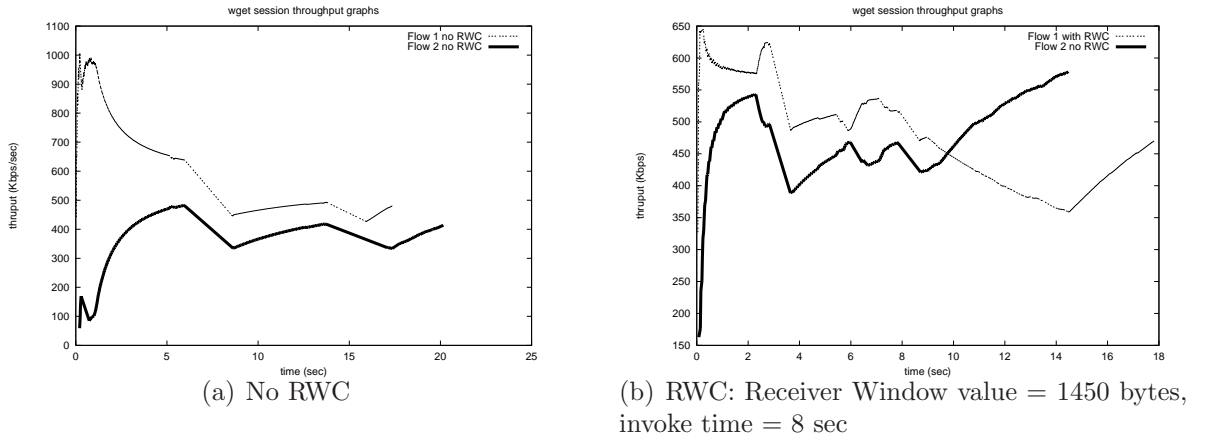 wget session throughput graphs
1100
1000
900
800
700
600
500
400
300
200
100
0
thruput (Kbps/sec)
Flow 1 no RWC
Flow 2 no RWC
0 5 10 15 20 25
time (sec)
(a) No RWC
wget session throughput graphs
650
600
550
500
450
400
350
300
250
200
150
thruput (Kbps)
Flow 1 with RWC
Flow 2 no RWC
0 2 4 6 8 10 12 14 16 18
time (sec)
(b) RWC: Receiver Window value = 1450 bytes,
invoke time = 8 sec